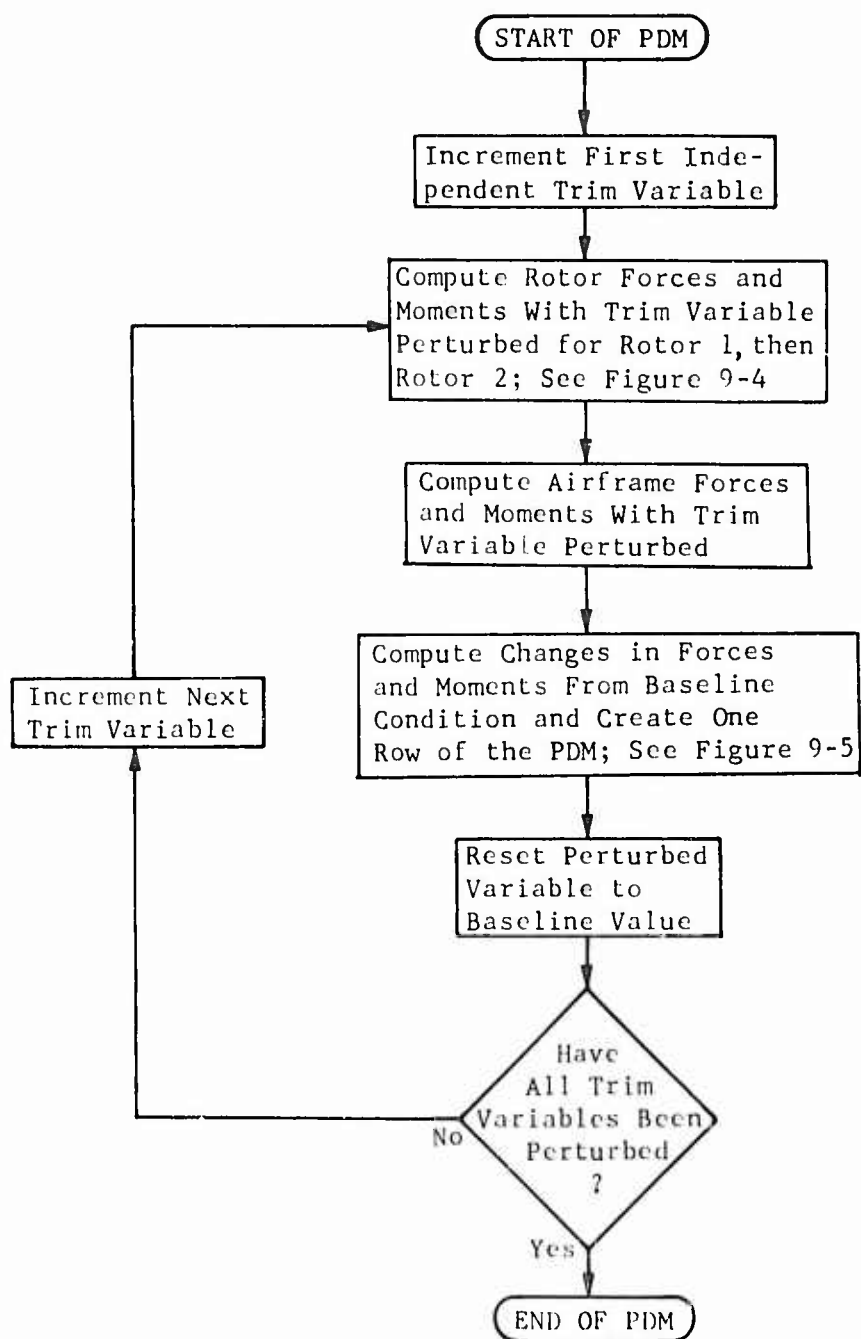 START OF PDM
Increment First Inde-
pendent Trim Variable
Compute Rotor Forces and
Moments With Trim Variable
Perturbed for Rotor 1, then
Rotor 2; See Figure 9-4
Compute Airframe Forces
and Moments With Trim
Variable Perturbed
Compute Changes in Forces
and Moments From Baseline
Condition and Create One
Row of the PDM; See Figure 9-5
Increment Next
Trim Variable
Reset Perturbed
Variable to
Baseline Value
Have
All Trim
Variables Been
Perturbed
?
No
Yes
END OF PDM